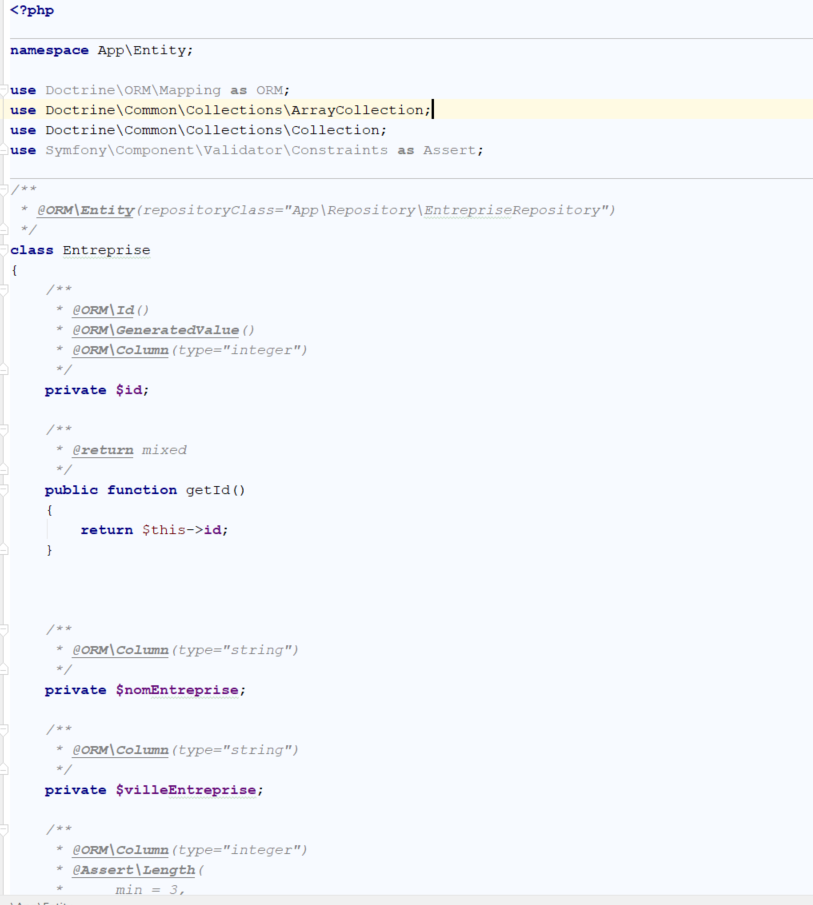 <?php
namespace App\Entity;
use Doctrine\ORM\Mapping as ORM;
use Doctrine\Common\Collections\ArrayCollection;
use Doctrine\Common\Collections\Collection;
use Symfony\Component\Validator\Constraints as Assert;
/**
 * @ORM\Entity(repositoryClass="App\Repository\EntrepriseRepository")
 */
class Entreprise
{
    /**
     * @ORM\Id()
     * @ORM\GeneratedValue()
     * @ORM\Column(type="integer")
     */
    private $id;
    /**
     * @return mixed
     */
    public function getId()
    {
        return $this->id;
    }
    /**
     * @ORM\Column(type="string")
     */
    private $nomEntreprise;
    /**
     * @ORM\Column(type="string")
     */
    private $villeEntreprise;
    /**
     * @ORM\Column(type="integer")
     * @Assert\Length(
     *      min = 3,